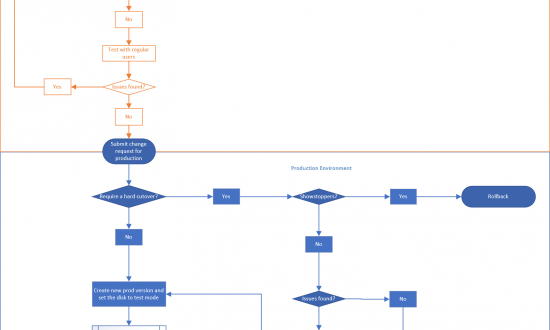 No
Test with regular
users
Yes
Issues found?
No
Submit change
request for
production
Production Environment
Require a hard cutover?
Yes
Showstoppers?
Yes
Rollback
No
No
Create new prod version and
set the disk to test mode
Issues found?
No